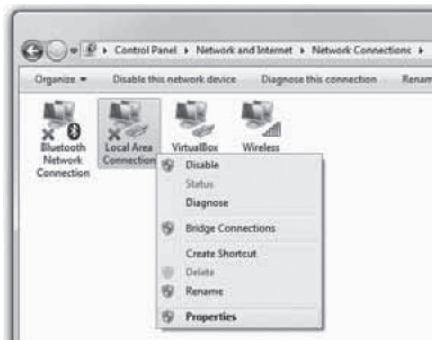 Control Panel Network and Internet Network Connections
Organize Disable this network device Diagnose this connection Renam
Bluetooth Network Connection
Local Area Connection
VirtualBox
Wireless
Disable
Status
Diagnose
Bridge Connections
Create Shortcut
Delete
Rename
Properties